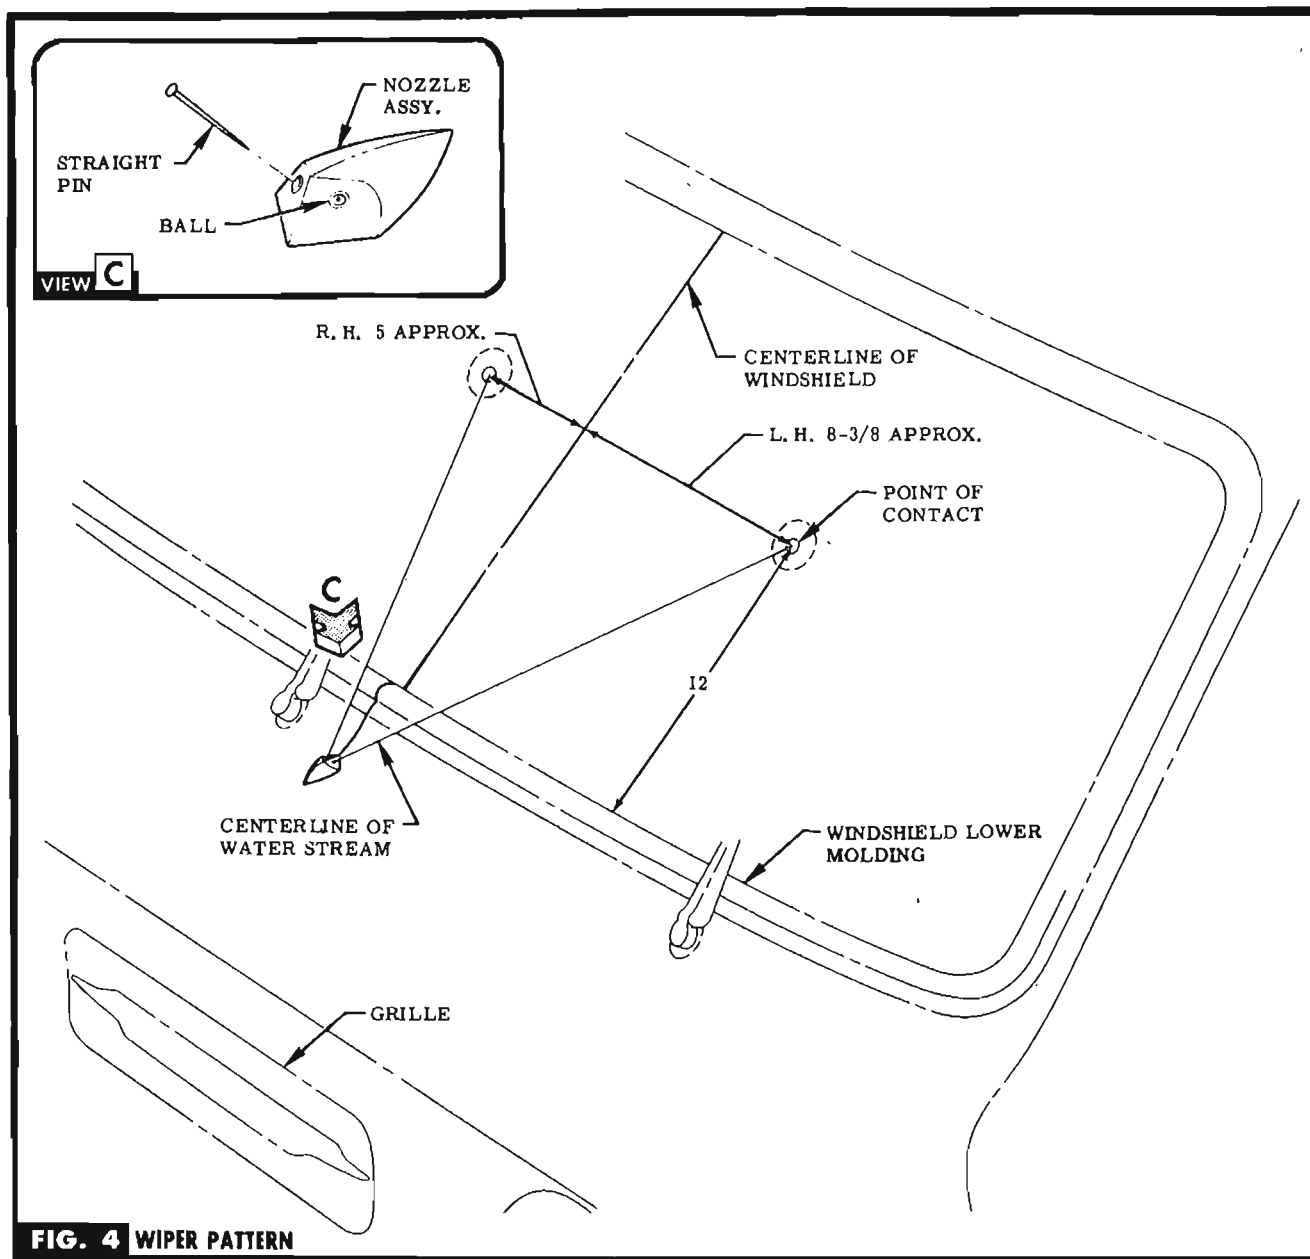 NOZZLE
ASSY.
STRAIGHT
PIN
BALL
VIEW C
R. H. 5 APPROX.
CENTERLINE OF
WINDSHIELD
L. H. 8-3/8 APPROX.
POINT OF
CONTACT
C
12
CENTERLINE OF
WATER STREAM
WINDSHIELD LOWER
MOLDING
GRILLE
FIG. 4 WIPER PATTERN